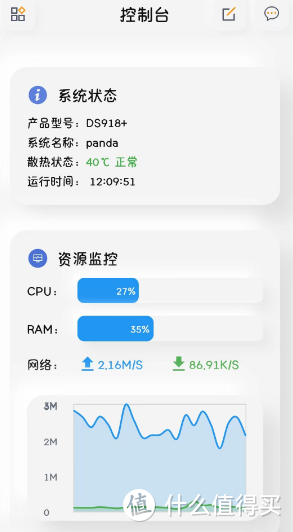 控制台
系统状态
产品型号：DS918+
系统名称：panda
散热状态：40℃ 正常
运行时间：12:09:51
资源监控
CPU：
27%
RAM：
35%
网络：
2,16M/S
86,91K/S
3M
2M
1M
0
值 什么值得买